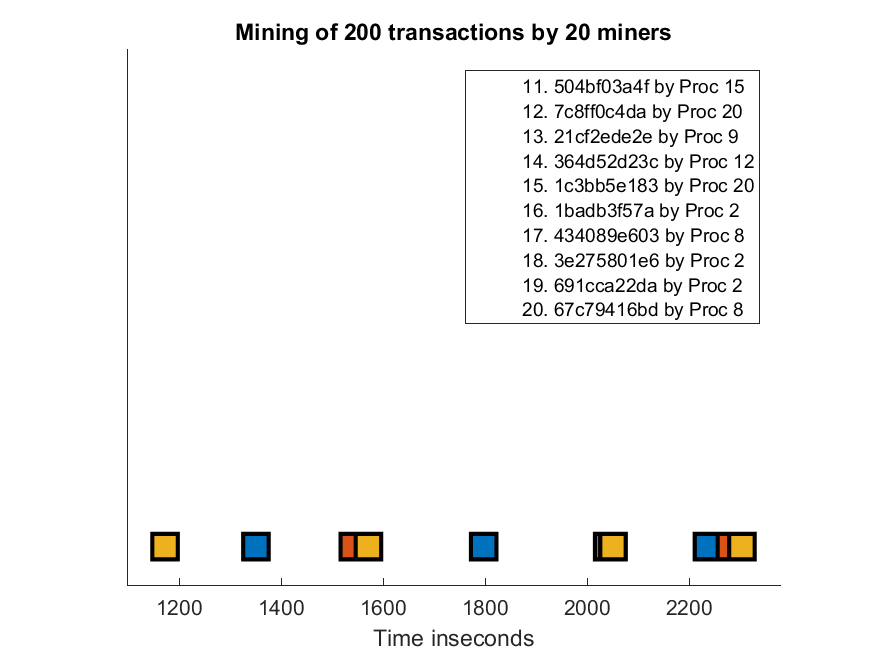 Mining of 200 transactions by 20 miners
11. 504bf03a4f by Proc 15
12. 7c8ff0c4da by Proc 20
13. 21cf2ede2e by Proc 9
14. 364d52d23c by Proc 12
15. 1c3bb5e183 by Proc 20
16. 1badb3f57a by Proc 2
17. 434089e603 by Proc 8
18. 3e275801e6 by Proc 2
19. 691cca22da by Proc 2
20. 67c79416bd by Proc 8
1200 1400 1600 1800 2000 2200
Time inseconds